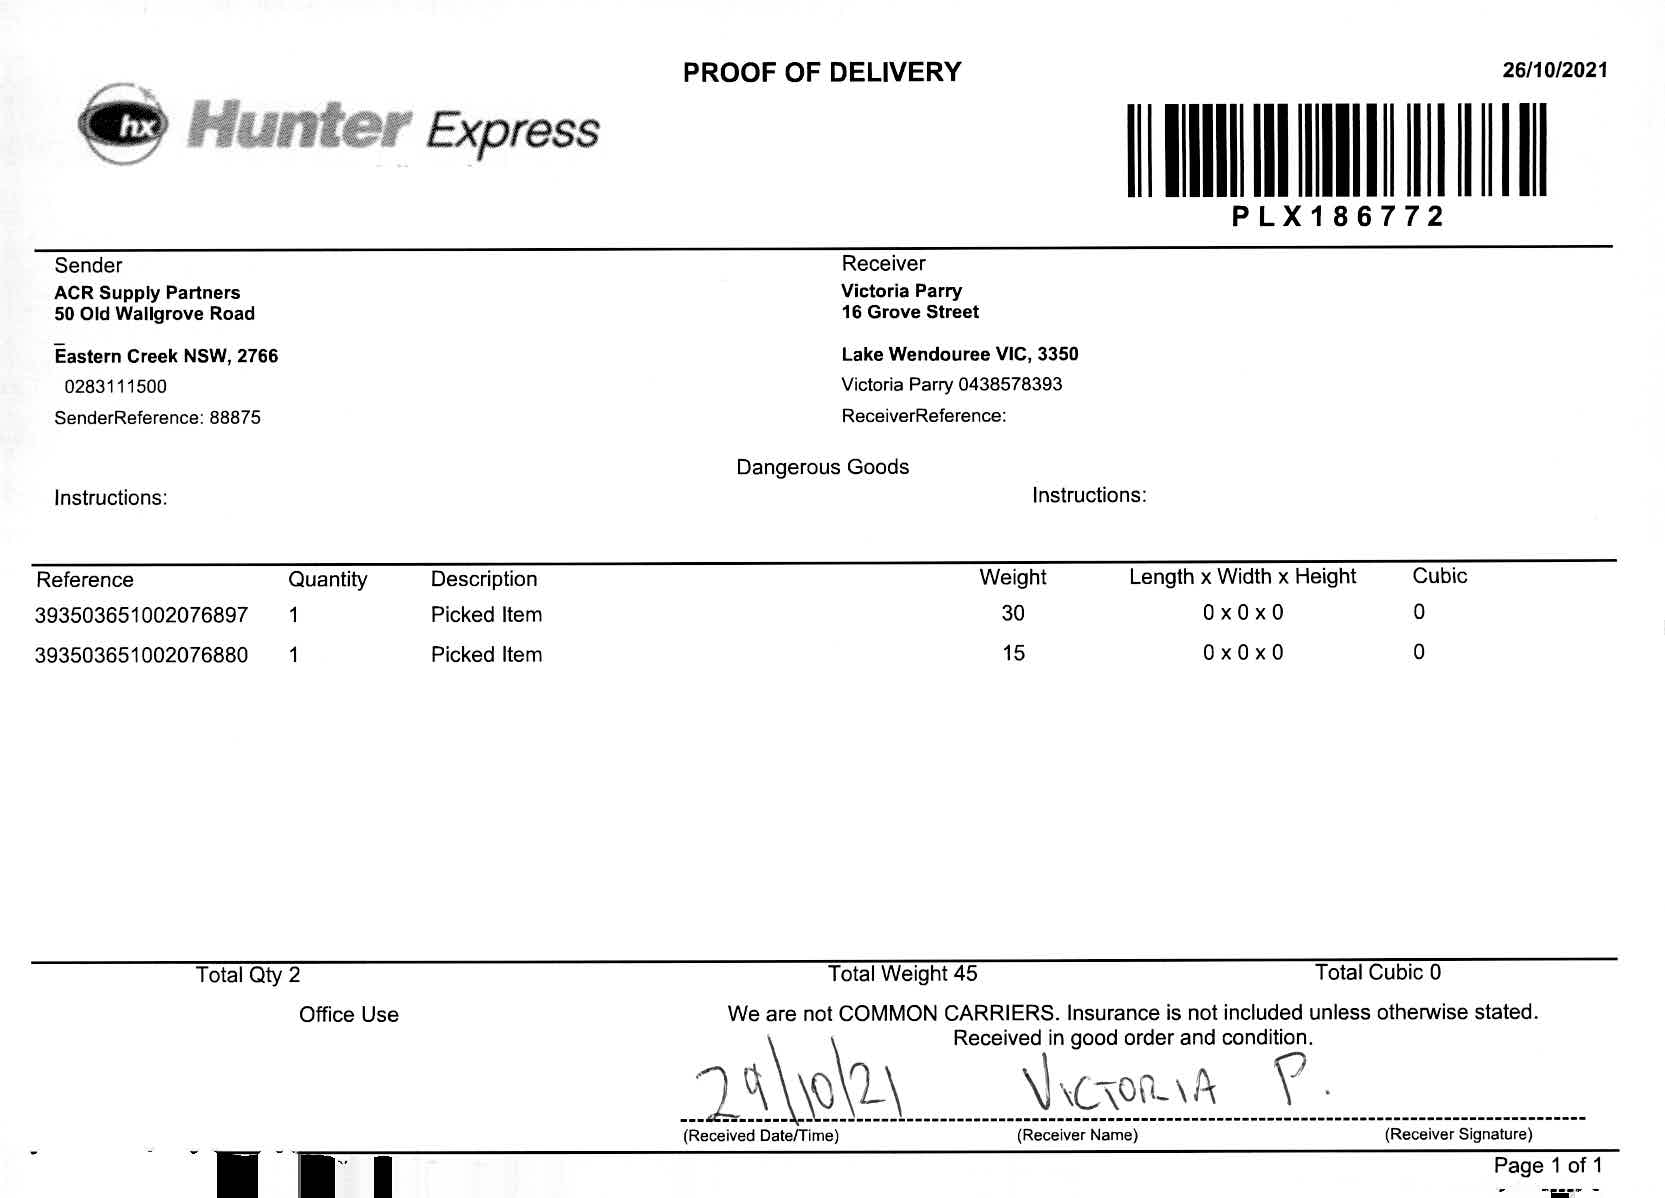 PROOF OF DELIVERY
26/10/2021
hx Hunter Express
PLX186772
Sender
ACR Supply Partners
50 Old Wallgrove Road
Eastern Creek NSW, 2766
0283111500
SenderReference: 88875
Receiver
Victoria Parry
16 Grove Street
Lake Wendouree VIC, 3350
Victoria Parry 0438578393
ReceiverReference:
Dangerous Goods
Instructions:
Instructions:
Reference Quantity Description Weight Length x Width x Height Cubic
393503651002076897 1 Picked Item 30 0 x 0 x 0 0
393503651002076880 1 Picked Item 15 0 x 0 x 0 0
Total Qty 2 Total Weight 45 Total Cubic 0
Office Use
We are not COMMON CARRIERS. Insurance is not included unless otherwise stated.
Received in good order and condition.
29/10/21 VICTORIA P.
(Received Date/Time) (Receiver Name) (Receiver Signature)
Page 1 of 1